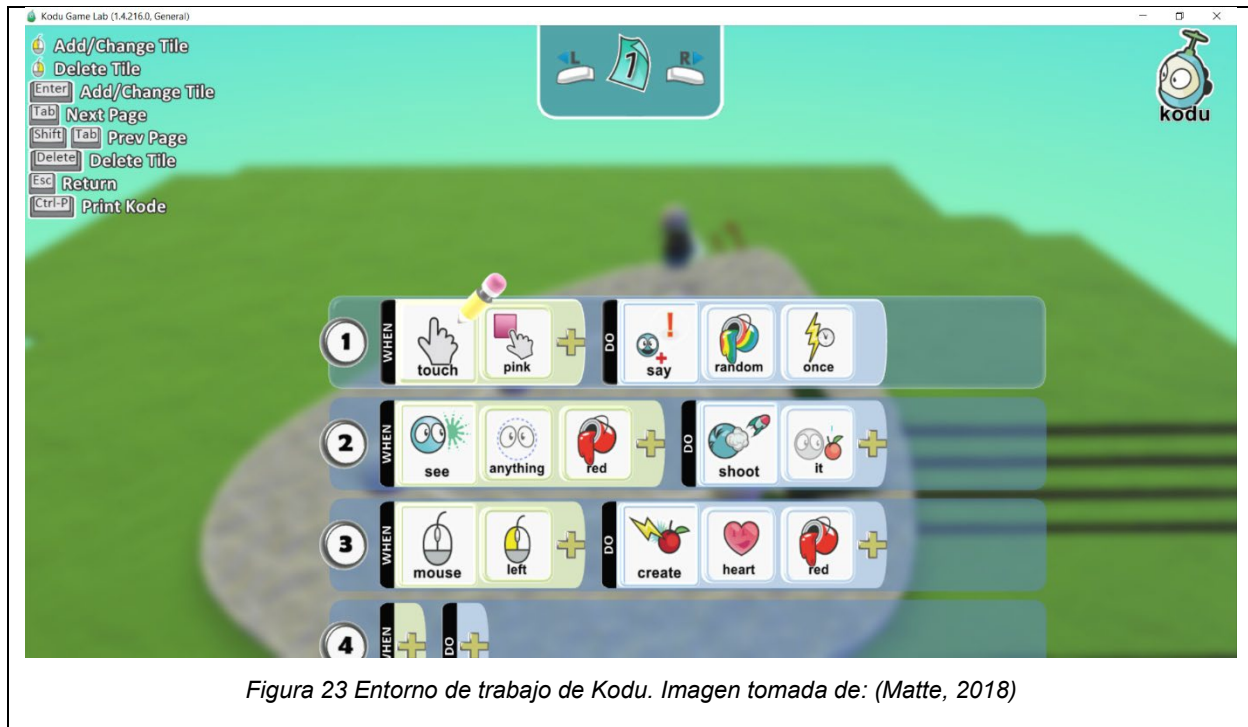 Kodu Game Lab (1.4.216.0, General)
Add/Change Tile
Delete Tile
Enter Add/Change Tile
Tab Next Page
Shift Tab Prev Page
Delete Delete Tile
Esc Return
Ctrl-P Print Kode
L 1 R
kodu
1 WHEN touch pink DO say random once
2 WHEN see anything red DO shoot it
3 WHEN mouse left DO create heart red
4 WHEN DO
Figura 23 Entorno de trabajo de Kodu. Imagen tomada de: (Matte, 2018)